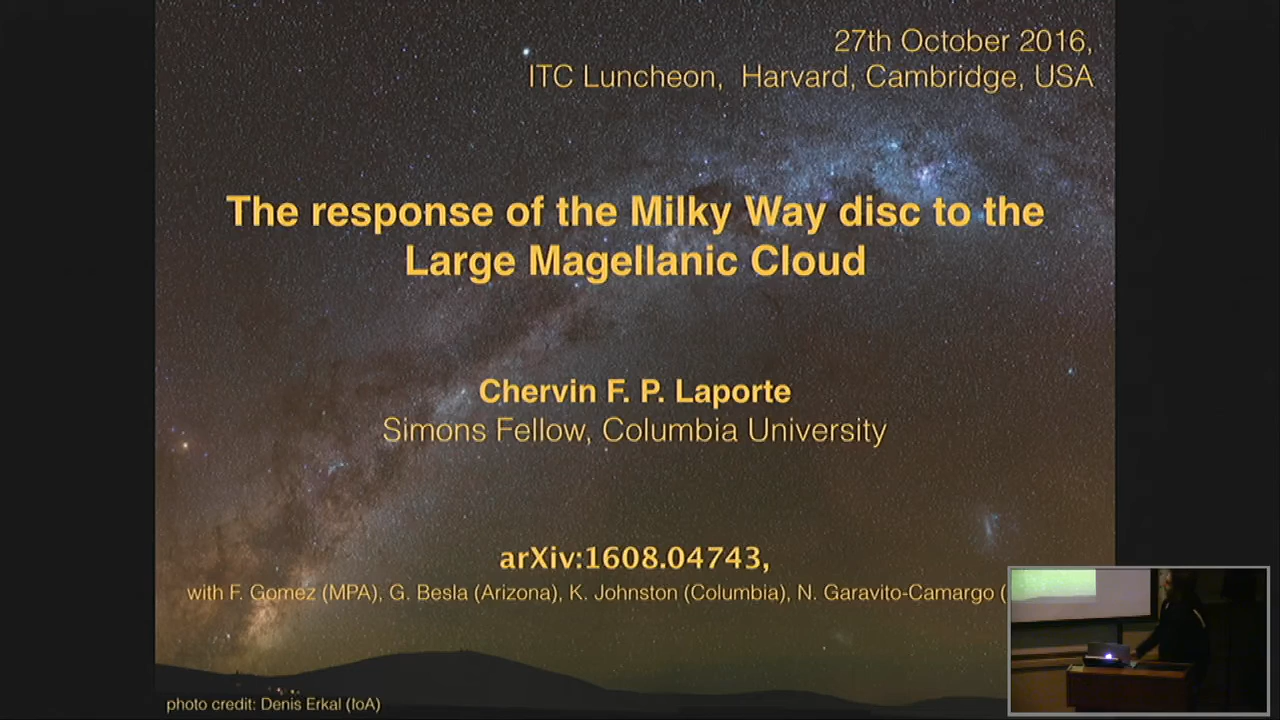 27th October 2016,
ITC Luncheon, Harvard, Cambridge, USA
The response of the Milky Way disc to the
Large Magellanic Cloud
Chervin F. P. Laporte
Simons Fellow, Columbia University
arXiv:1608.04743,
with F. Gomez (MPA), G. Besla (Arizona), K. Johnston (Columbia), N. Garavito-Camargo (
photo credit: Denis Erkal (IoA)